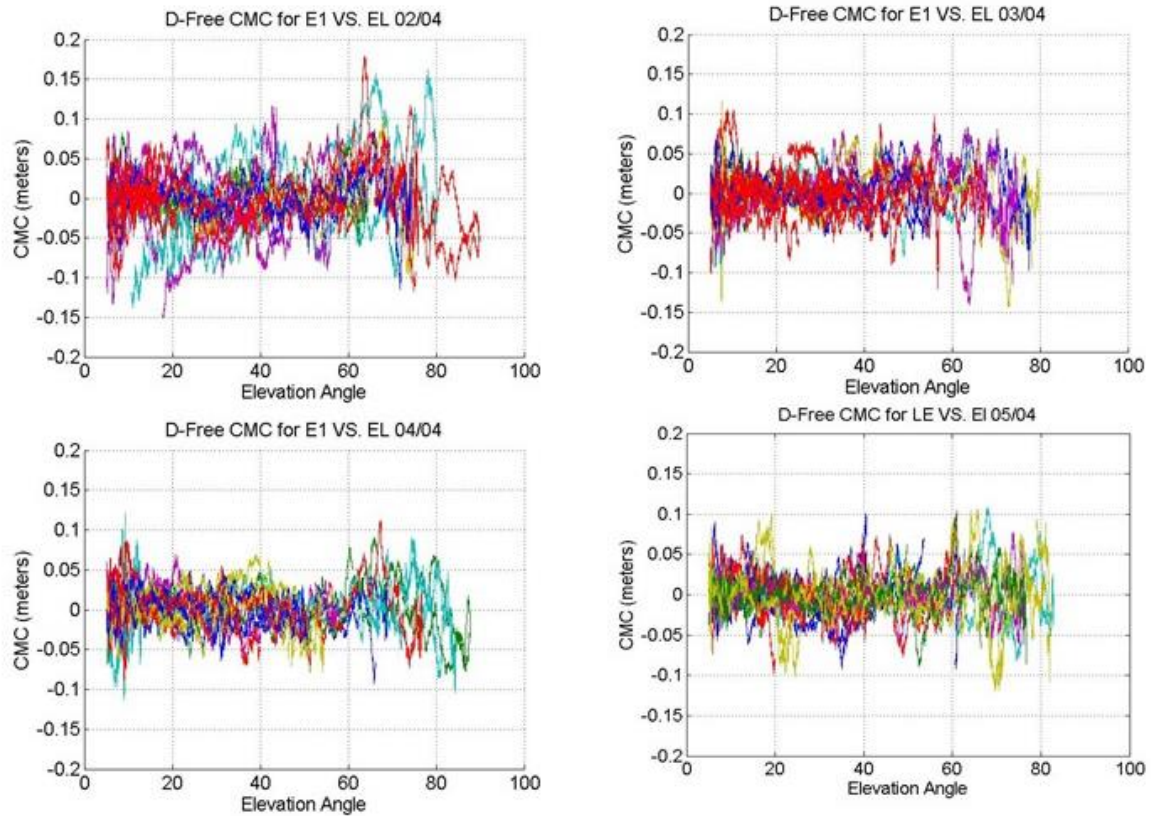 D-Free CMC for E1 VS. EL 02/04
0.2
0.15
0.1
0.05
0
-0.05
-0.1
-0.15
-0.2
CMC (meters)
0 20 40 60 80 100
Elevation Angle
D-Free CMC for E1 VS. EL 03/04
0.2
0.15
0.1
0.05
0
-0.05
-0.1
-0.15
-0.2
CMC (meters)
0 20 40 60 80 100
Elevation Angle
D-Free CMC for E1 VS. EL 04/04
0.2
0.15
0.1
0.05
0
-0.05
-0.1
-0.15
-0.2
CMC (meters)
0 20 40 60 80 100
Elevation Angle
D-Free CMC for LE VS. El 05/04
0.2
0.15
0.1
0.05
0
-0.05
-0.1
-0.15
-0.2
CMC (meters)
0 20 40 60 80 100
Elevation Angle